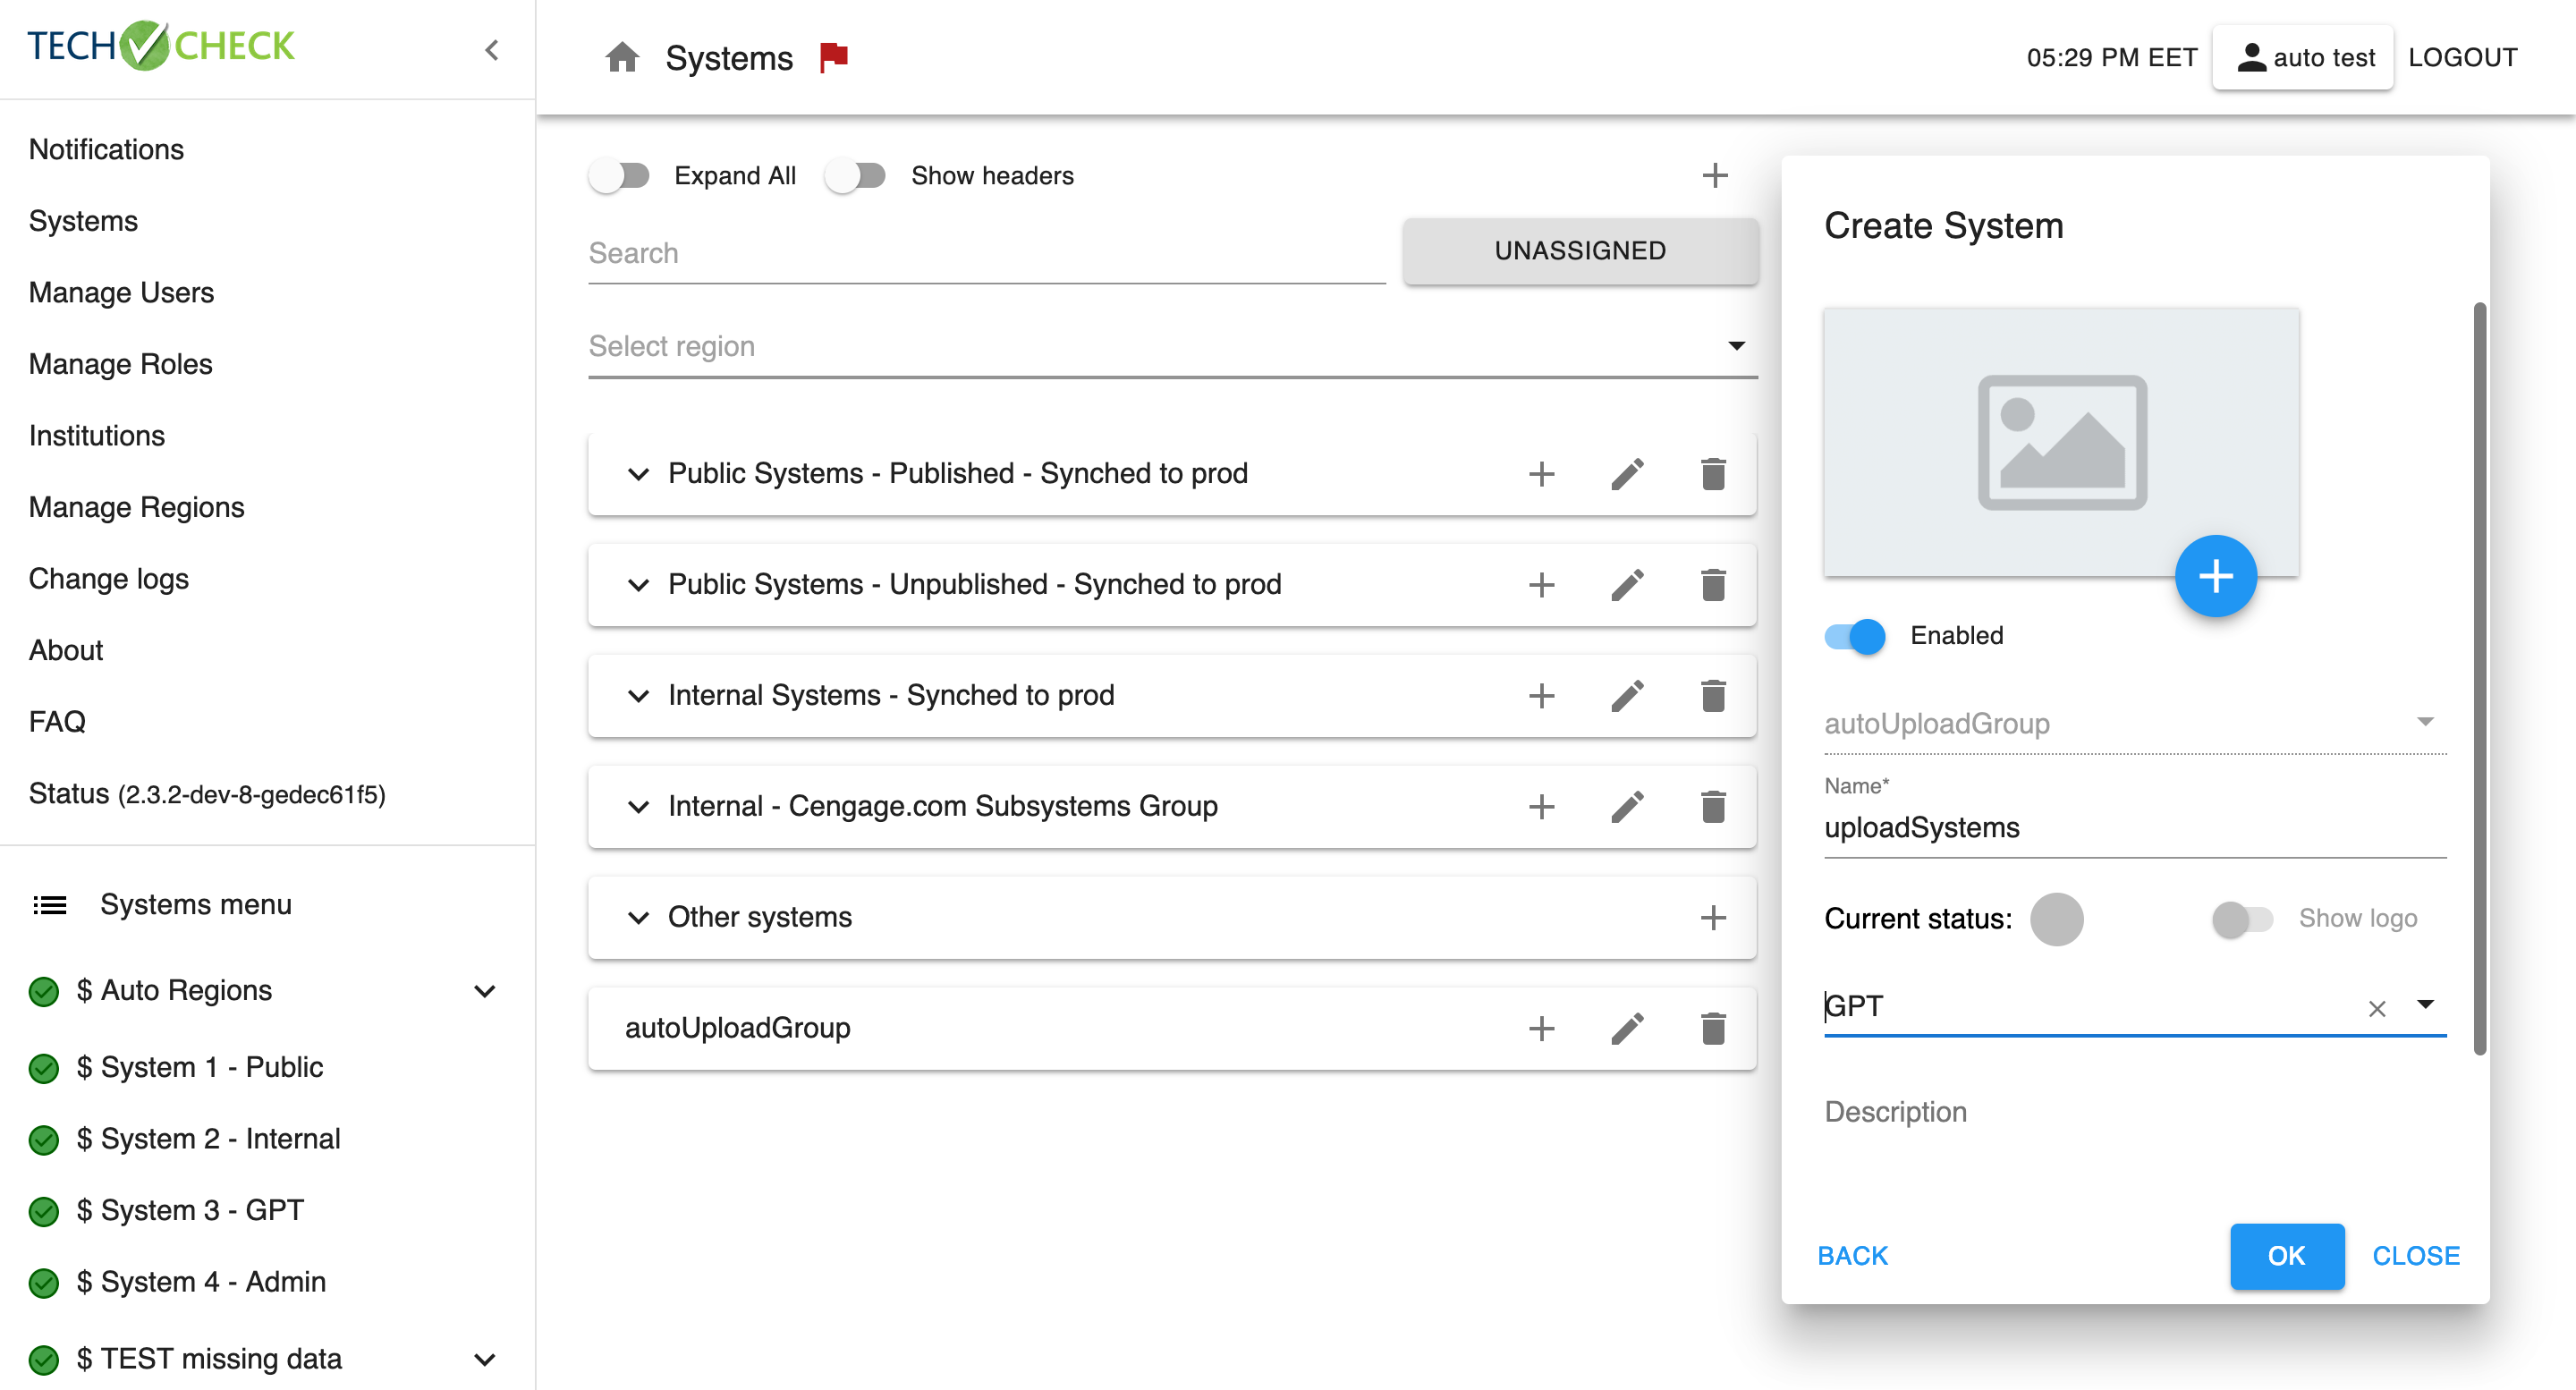 TECH CHECK
Systems
05:29 PM EET
auto test
LOGOUT
Notifications
Systems
Manage Users
Manage Roles
Institutions
Manage Regions
Change logs
About
FAQ
Status (2.3.2-dev-8-gedec61f5)
Systems menu
$ Auto Regions
$ System 1 - Public
$ System 2 - Internal
$ System 3 - GPT
$ System 4 - Admin
$ TEST missing data
Expand All
Show headers
Search
UNASSIGNED
Select region
Public Systems - Published - Synched to prod
Public Systems - Unpublished - Synched to prod
Internal Systems - Synched to prod
Internal - Cengage.com Subsystems Group
Other systems
autoUploadGroup
Create System
Enabled
autoUploadGroup
Name*
uploadSystems
Current status:
Show logo
GPT
Description
BACK
OK
CLOSE